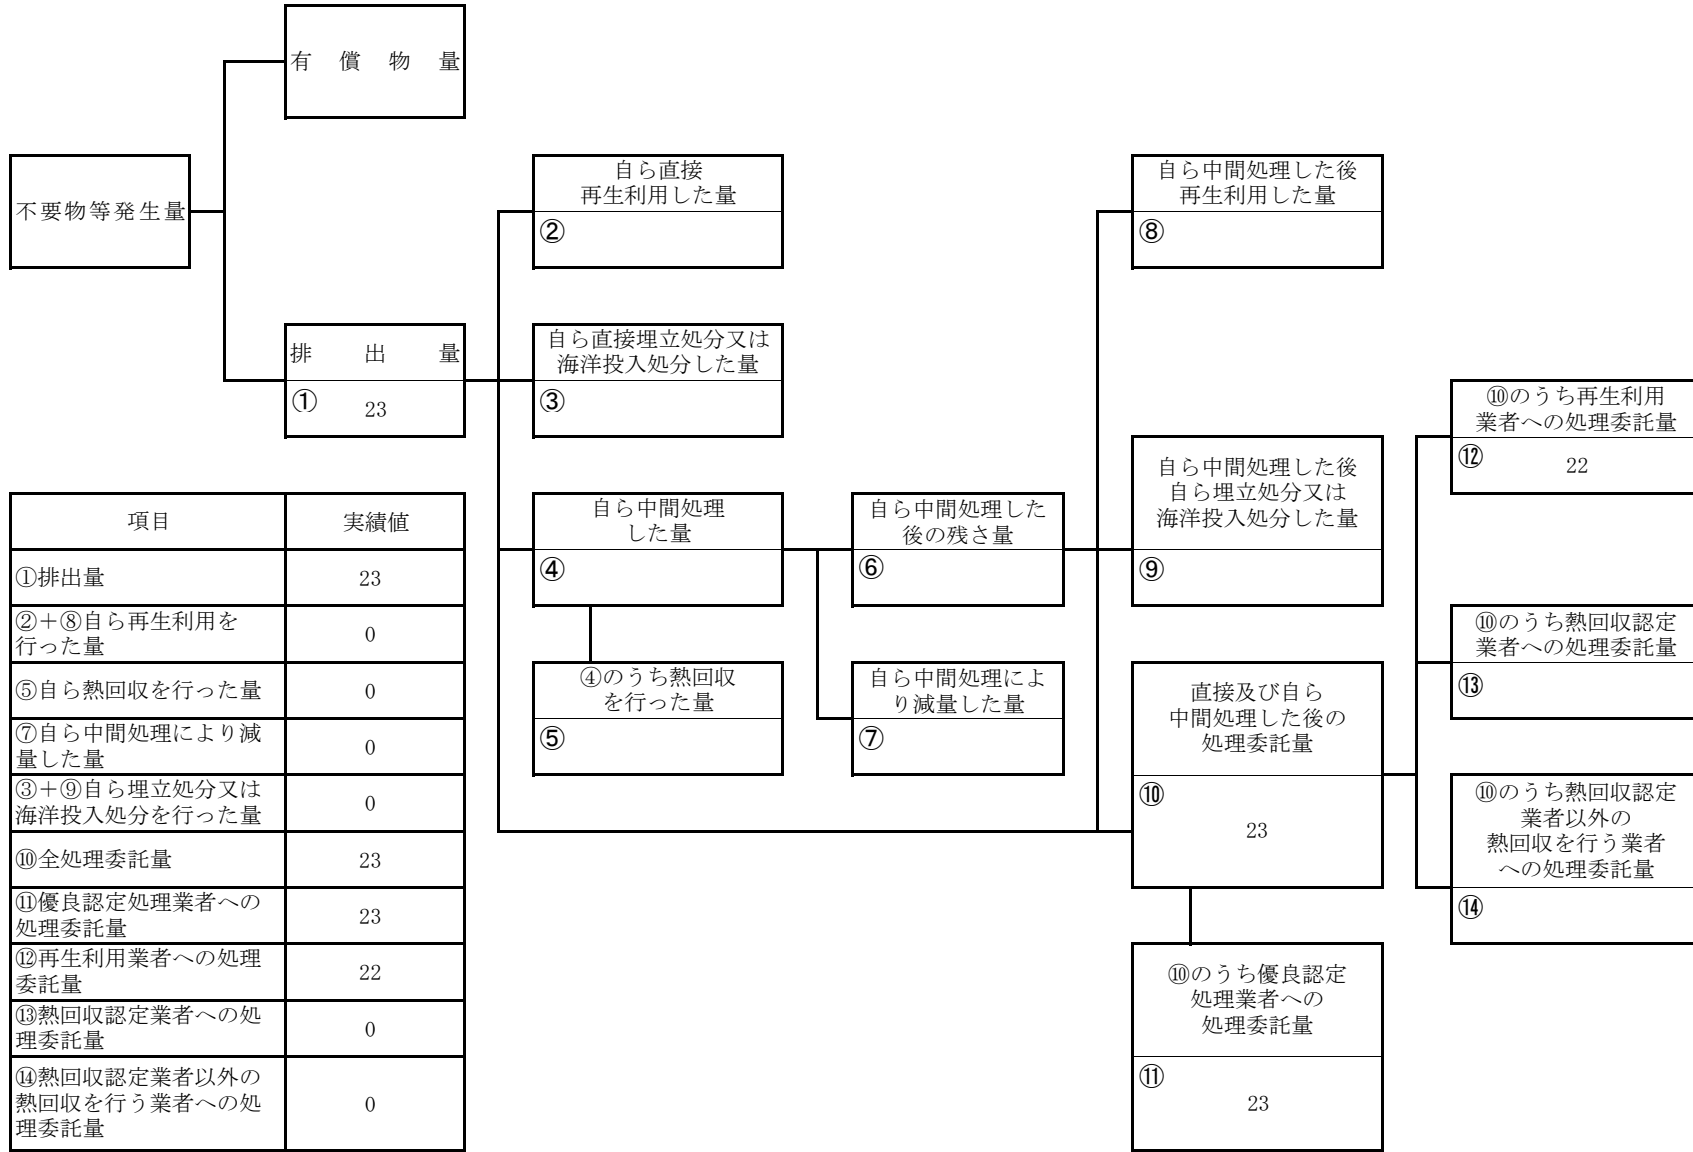 有償物量
不要物等発生量
排出量
① 23
自ら直接
再生利用した量
②
自ら直接埋立処分又は
海洋投入処分した量
③
自ら中間処理
した量
④
④のうち熱回収
を行った量
⑤
自ら中間処理した
後の残さ量
⑥
自ら中間処理によ
り減量した量
⑦
自ら中間処理した後
再生利用した量
⑧
自ら中間処理した後
自ら埋立処分又は
海洋投入処分した量
⑨
直接及び自ら
中間処理した後の
処理委託量
⑩
23
⑩のうち優良認定
処理業者への
処理委託量
⑪
23
⑩のうち再生利用
業者への処理委託量
⑫ 22
⑩のうち熱回収認定
業者への処理委託量
⑬
⑩のうち熱回収認定
業者以外の
熱回収を行う業者
への処理委託量
⑭
項目 実績値
①排出量 23
②＋⑧自ら再生利用を
行った量 0
⑤自ら熱回収を行った量 0
⑦自ら中間処理により減
量した量 0
③＋⑨自ら埋立処分又は
海洋投入処分を行った量 0
⑩全処理委託量 23
⑪優良認定処理業者への
処理委託量 23
⑫再生利用業者への処理
委託量 22
⑬熱回収認定業者への処
理委託量 0
⑭熱回収認定業者以外の
熱回収を行う業者への処
理委託量 0